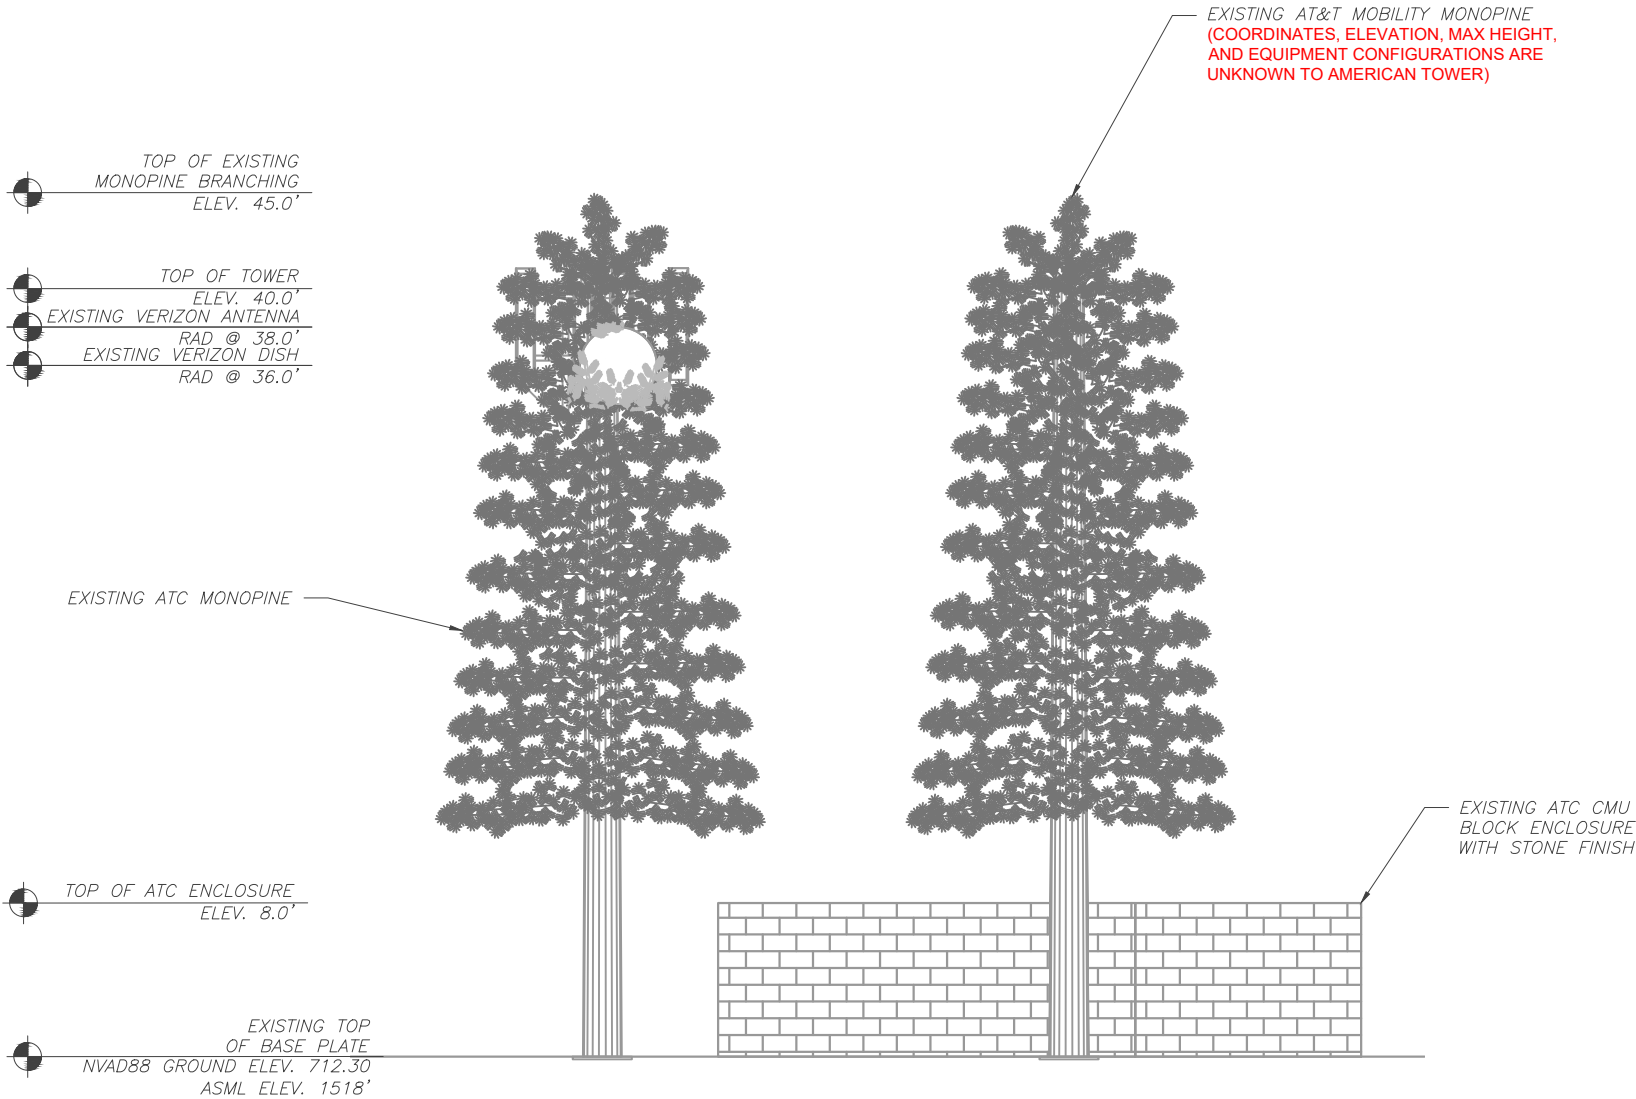 EXISTING AT&T MOBILITY MONOPINE
(COORDINATES, ELEVATION, MAX HEIGHT,
AND EQUIPMENT CONFIGURATIONS ARE
UNKNOWN TO AMERICAN TOWER)
TOP OF EXISTING
MONOPINE BRANCHING
ELEV. 45.0'
TOP OF TOWER
ELEV. 40.0'
EXISTING VERIZON ANTENNA
RAD @ 38.0'
EXISTING VERIZON DISH
RAD @ 36.0'
EXISTING ATC MONOPINE
EXISTING ATC CMU
BLOCK ENCLOSURE
WITH STONE FINISH
TOP OF ATC ENCLOSURE
ELEV. 8.0'
EXISTING TOP
OF BASE PLATE
NVAD88 GROUND ELEV. 712.30
ASML ELEV. 1518'